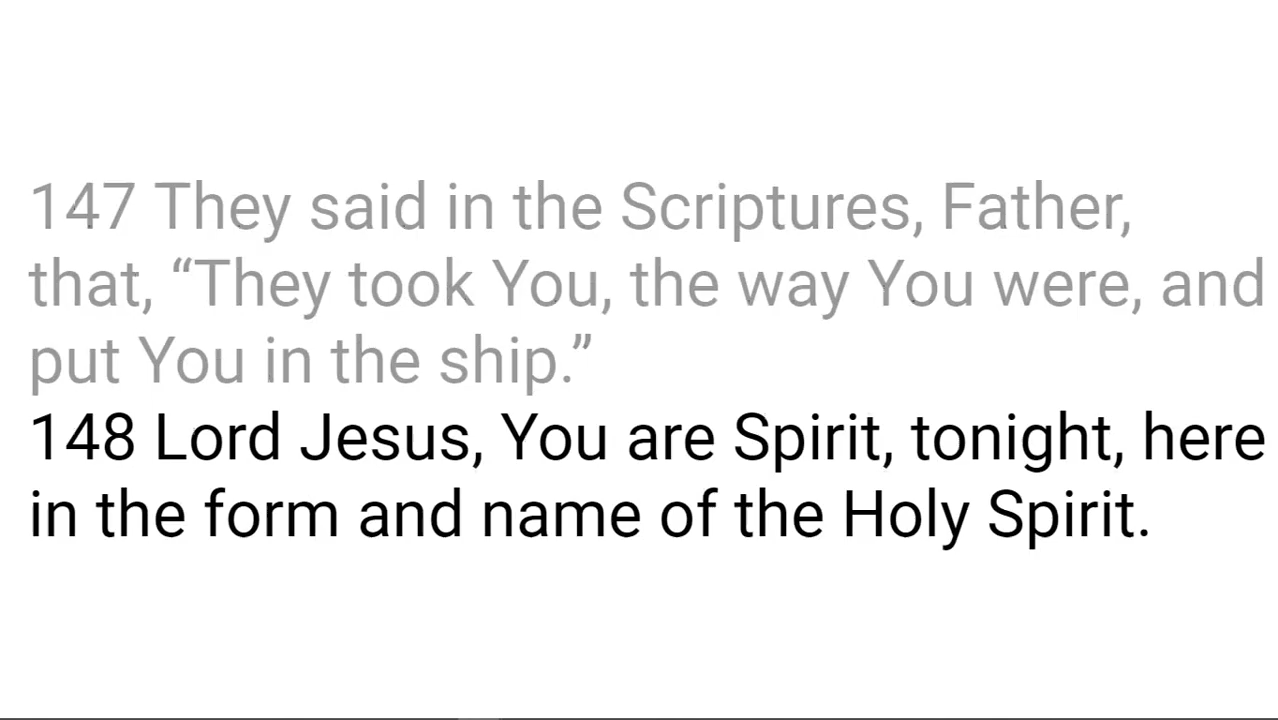 147 They said in the Scriptures, Father,
that, “They took You, the way You were, and
put You in the ship.”
148 Lord Jesus, You are Spirit, tonight, here
in the form and name of the Holy Spirit.